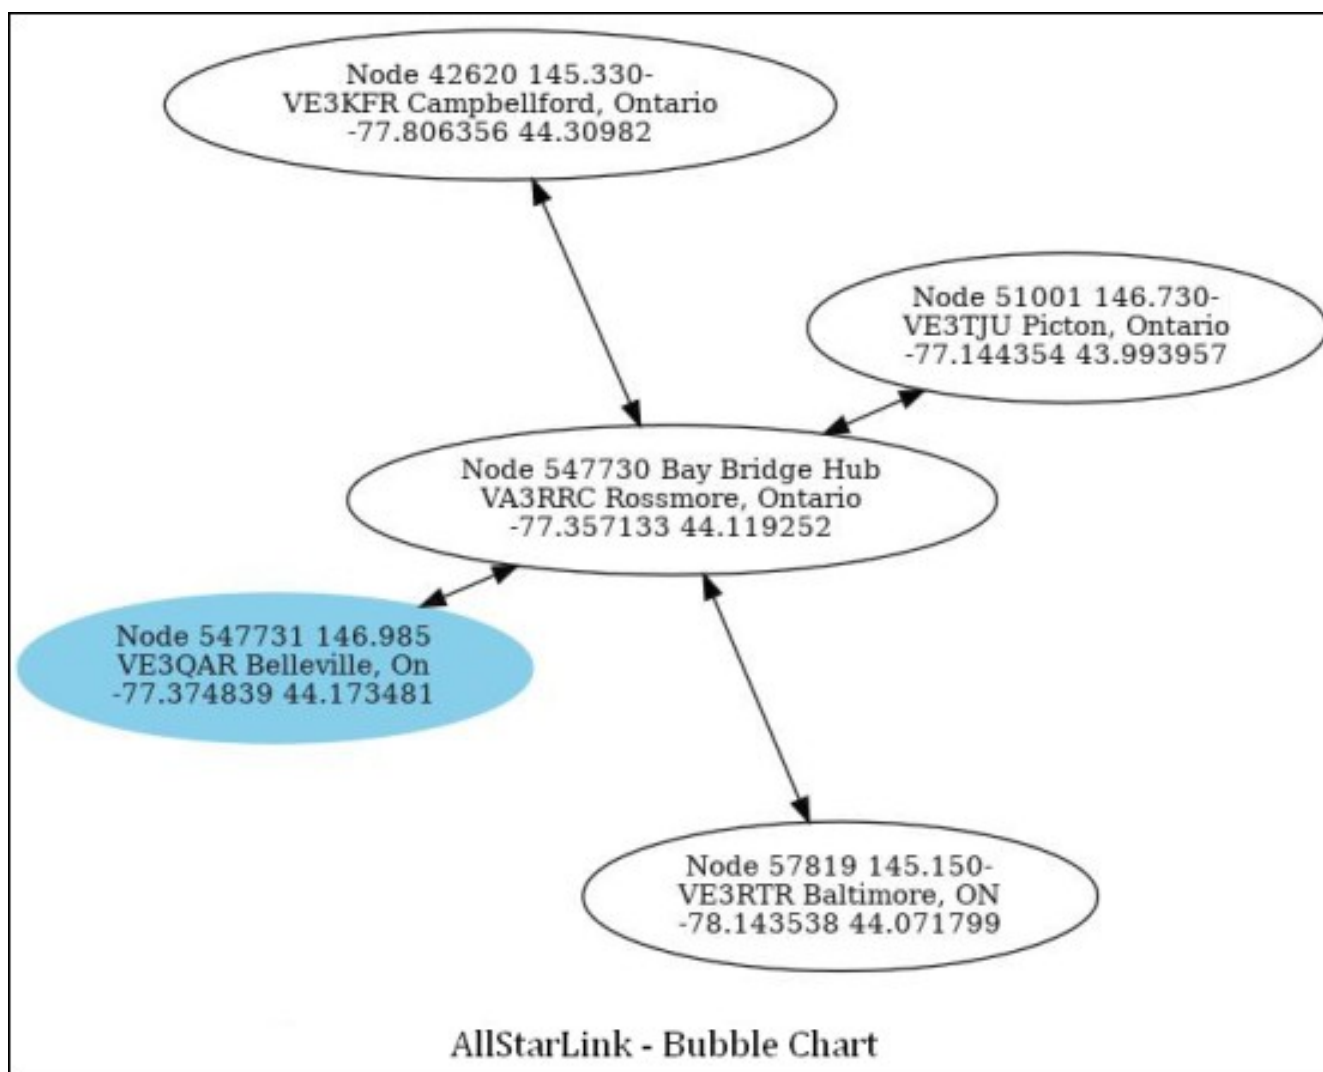 Node 42620 145.330-
VE3KFR Campbellford, Ontario
-77.806356 44.30982
Node 51001 146.730-
VE3TJU Picton, Ontario
-77.144354 43.993957
Node 547730 Bay Bridge Hub
VA3RRC Rossmore, Ontario
-77.357133 44.119252
Node 547731 146.985
VE3QAR Belleville, On
-77.374839 44.173481
Node 57819 145.150-
VE3RTR Baltimore, ON
-78.143538 44.071799
AllStarLink - Bubble Chart